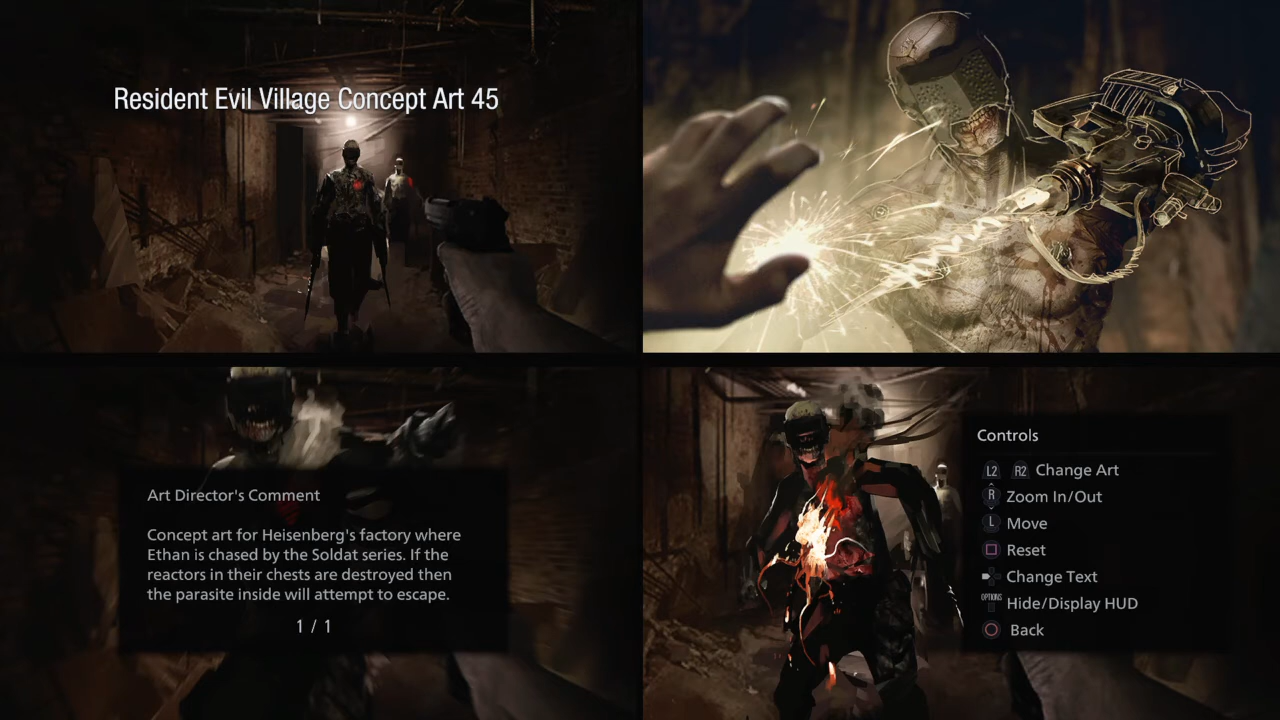 Resident Evil Village Concept Art 45
Art Director's Comment
Concept art for Heisenberg's factory where
Ethan is chased by the Soldat series. If the
reactors in their chests are destroyed then
the parasite inside will attempt to escape.
1 / 1
Controls
L2 R2 Change Art
R Zoom In/Out
L Move
Reset
Change Text
OPTIONS Hide/Display HUD
Back